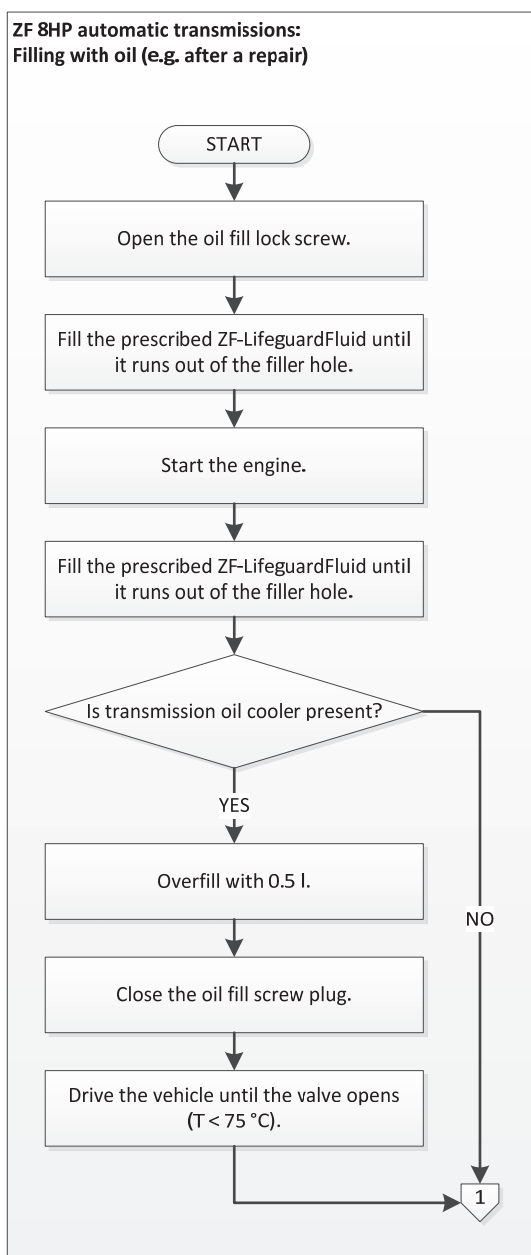 ZF 8HP automatic transmissions:
Filling with oil (e.g. after a repair)
START
Open the oil fill lock screw.
Fill the prescribed ZF-LifeguardFluid until
it runs out of the filler hole.
Start the engine.
Fill the prescribed ZF-LifeguardFluid until
it runs out of the filler hole.
Is transmission oil cooler present?
YES
Overfill with 0.5 l.
NO
Close the oil fill screw plug.
Drive the vehicle until the valve opens
(T < 75 °C).
1